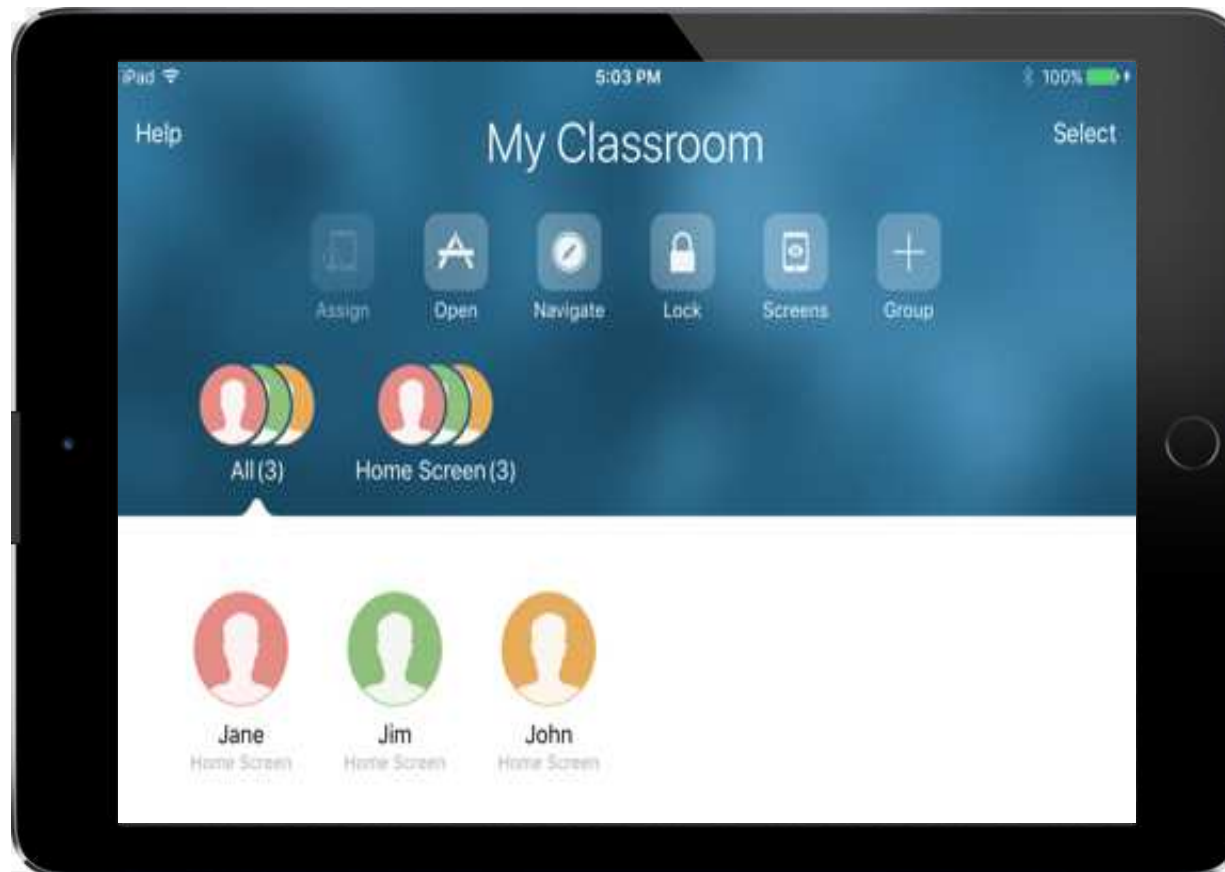 iPad 5:03 PM 100%
Help My Classroom Select
Assign Open Navigate Lock Screens Group
All (3) Home Screen (3)
Jane Jim John
Home Screen Home Screen Home Screen